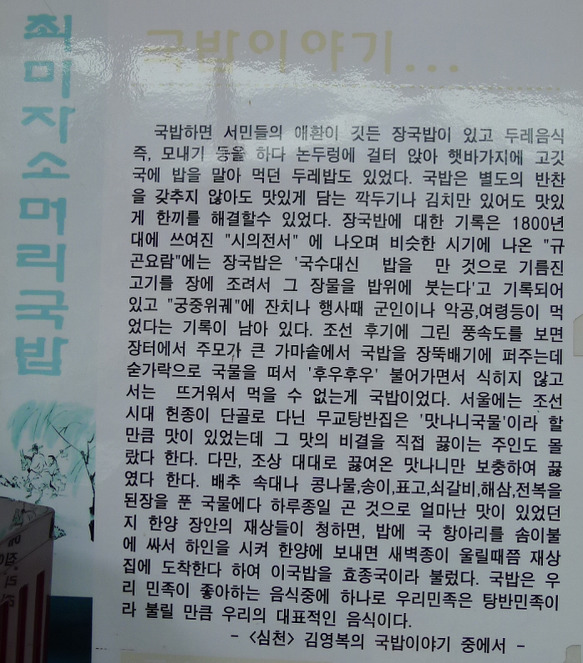 최미자소머리국밥
국밥이야기...
국밥하면 서민들의 애환이 깃든 장국밥이 있고 두레음식
즉, 모내기 등을 하다 논두렁에 걸터 앉아 햇바가지에 고깃
국에 밥을 말아 먹던 두레밥도 있었다. 국밥은 별도의 반찬
을 갖추지 않아도 맛있게 담는 깍두기나 김치만 있어도 맛있
게 한끼를 해결할수 있었다. 장국반에 대한 기록은 1800년
대에 쓰여진 "시의전서" 에 나오며 비슷한 시기에 나온 "규
곤요람"에는 장국밥은 '국수대신 밥을 만 것으로 기름진
고기를 장에 조려서 그 장물을 밥위에 붓는다'고 기록되어
있고 "궁중위궤"에 잔치나 행사때 군인이나 악공,여령등이 먹
었다는 기록이 남아 있다. 조선 후기에 그린 풍속도를 보면
장터에서 주모가 큰 가마솥에서 국밥을 장뚝배기에 퍼주는데
숟가락으로 국물을 떠서 '후우후우' 불어가면서 식히지 않고
서는 뜨거워서 먹을 수 없는게 국밥이었다. 서울에는 조선
시대 헌종이 단골로 다닌 무교탕반집은 '맛나니국물'이라 할
만큼 맛이 있었는데 그 맛의 비결을 직접 끓이는 주인도 몰
랐다 한다. 다만, 조상 대대로 끓여온 맛나니만 보충하여 끓
였다 한다. 배추 속대나 콩나물,송이,표고,쇠갈비,해삼,전복을
된장을 푼 국물에다 하루종일 곤 것으로 얼마난 맛이 있었던
지 한양 장안의 재상들이 청하면, 밥에 국 항아리를 솜이불
에 싸서 하인을 시켜 한양에 보내면 새벽종이 울릴때쯤 재상
집에 도착한다 하여 이국밥을 효종국이라 불렀다. 국밥은 우
리 민족이 좋아하는 음식중에 하나로 우리민족은 탕반민족이
라 불릴 만큼 우리의 대표적인 음식이다.
- <심천> 김영복의 국밥이야기 중에서 -